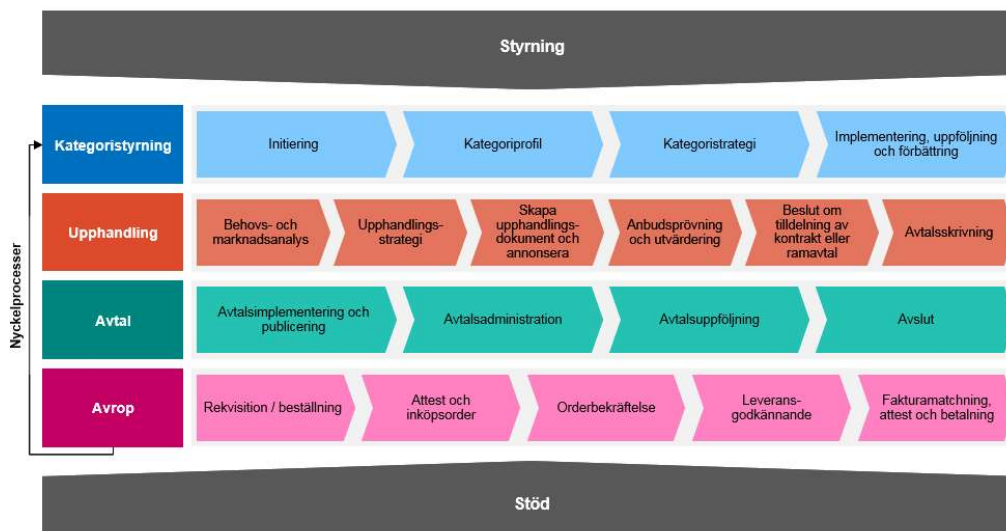 Styrning
Nyckelprocesser
Kategoristyrning
Initiering
Kategoriprofil
Kategoristrategi
Implementering, uppföljning
och förbättring
Upphandling
Behovs- och
marknadsanalys
Upphandlings-
strategi
Skapa
upphandlings-
dokument och
annonsera
Anbudsprövning
och utvärdering
Beslut om
tilldelning av
kontrakt eller
ramavtal
Avtalsskrivning
Avtal
Avtalsimplementering och
publicering
Avtalsadministration
Avtalsuppföljning
Avslut
Avrop
Rekvisition / beställning
Attest och
inköpsorder
Orderbekräftelse
Leverans-
godkännande
Fakturamatchning,
attest och betalning
Stöd